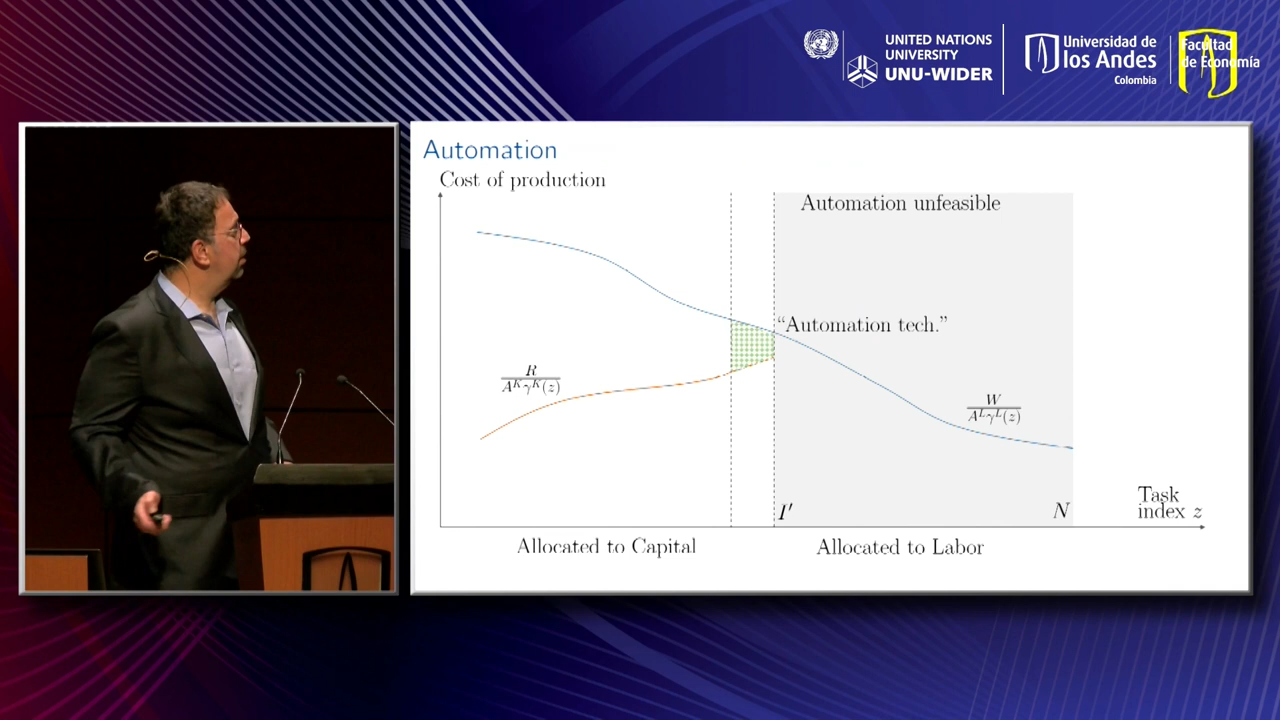 UNITED NATIONS
UNIVERSITY
UNU-WIDER
Universidad de
los Andes
Colombia
Facultad
de Economía
Automation
Cost of production
Automation unfeasible
“Automation tech.”
R
A^K γ^K(z)
W
A^L γ^L(z)
I′
N
Task
index z
Allocated to Capital
Allocated to Labor